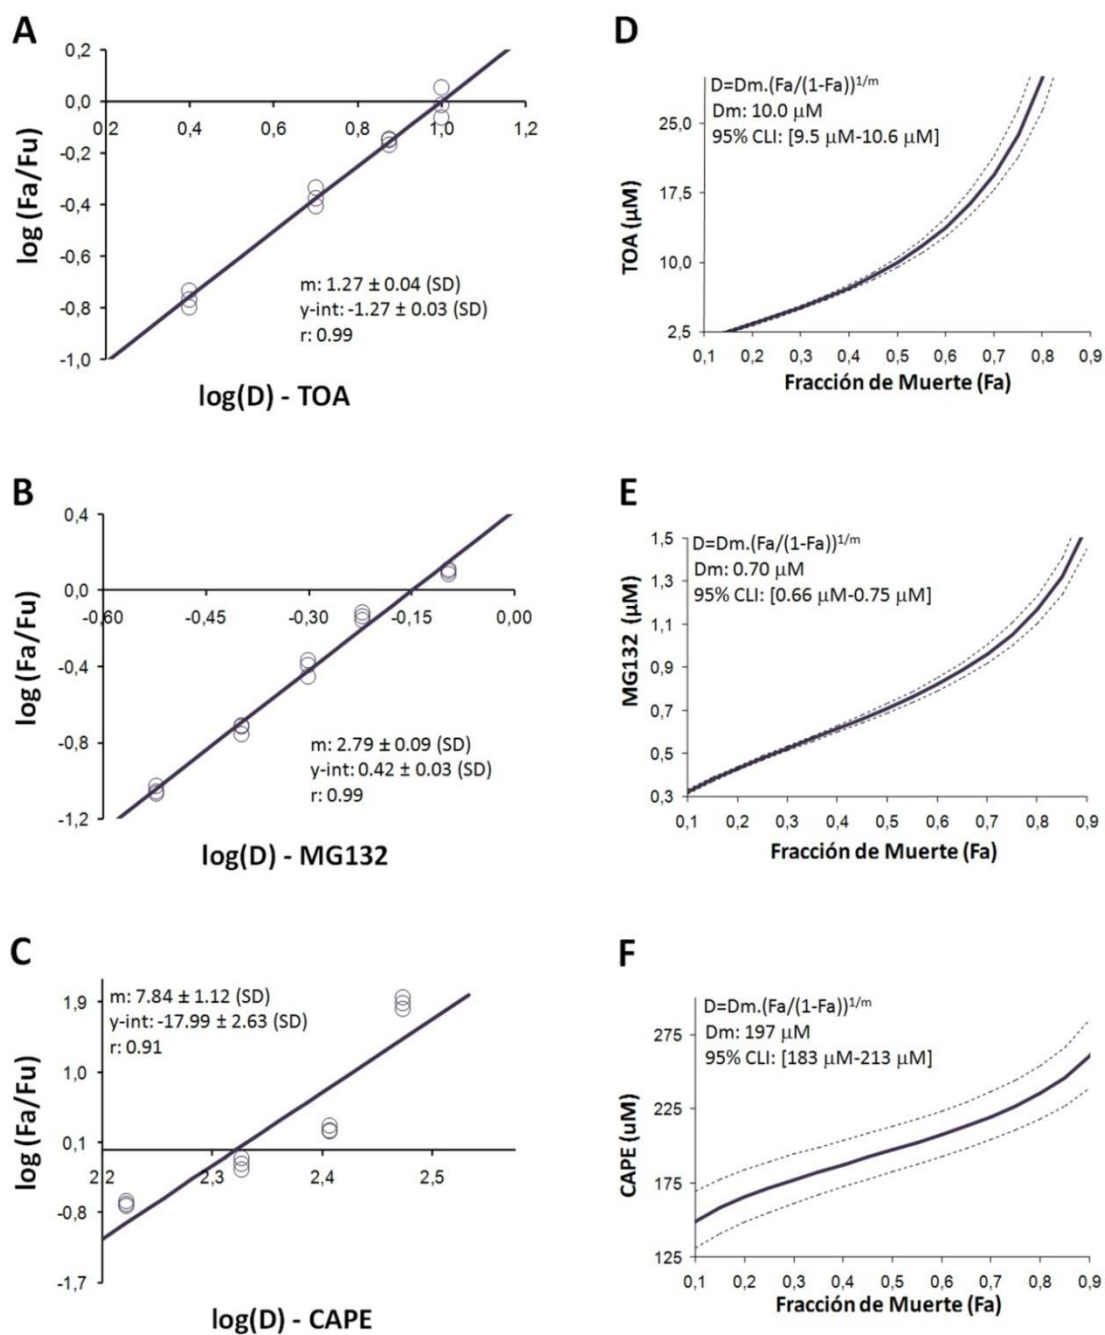 A
0,2
0,0
0,2
0,4
0,6
0,8
1,0
1,2
-0,2
-0,4
-0,6
-0,8
-1,0
log (Fa/Fu)
m: 1.27 ± 0.04 (SD)
y-int: -1.27 ± 0.03 (SD)
r: 0.99
log(D) - TOA
D
D=Dm.(Fa/(1-Fa))1/m
Dm: 10.0 μM
95% CLI: [9.5 μM-10.6 μM]
25,0
17,5
10,0
2,5
TOA (μM)
0,1 0,2 0,3 0,4 0,5 0,6 0,7 0,8 0,9
Fracción de Muerte (Fa)
B
0,4
0,0
-0,60 -0,45 -0,30 -0,15 0,00
-0,4
-0,8
-1,2
log (Fa/Fu)
m: 2.79 ± 0.09 (SD)
y-int: 0.42 ± 0.03 (SD)
r: 0.99
log(D) - MG132
E
D=Dm.(Fa/(1-Fa))1/m
Dm: 0.70 μM
95% CLI: [0.66 μM-0.75 μM]
1,5
1,3
1,1
0,9
0,7
0,5
0,3
MG132 (μM)
0,1 0,2 0,3 0,4 0,5 0,6 0,7 0,8 0,9
Fracción de Muerte (Fa)
C
m: 7.84 ± 1.12 (SD)
y-int: -17.99 ± 2.63 (SD)
r: 0.91
1,9
1,0
0,1
2,2 2,3 2,4 2,5
-0,8
-1,7
log (Fa/Fu)
log(D) - CAPE
F
D=Dm.(Fa/(1-Fa))1/m
Dm: 197 μM
95% CLI: [183 μM-213 μM]
275
225
175
125
CAPE (uM)
0,1 0,2 0,3 0,4 0,5 0,6 0,7 0,8 0,9
Fracción de Muerte (Fa)